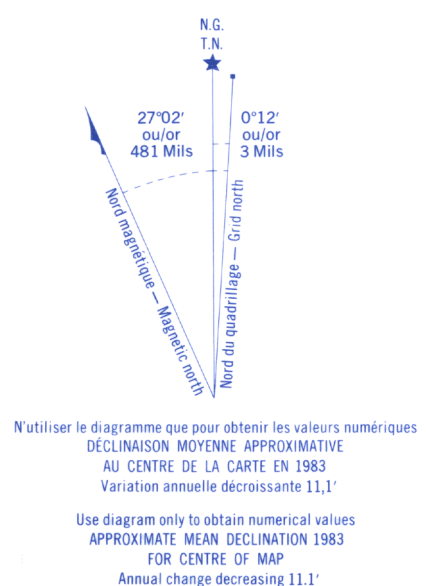 N.G.
T.N.
27°02′
ou/or
481 Mils
0°12′
ou/or
3 Mils
Nord magnétique — Magnetic north
Nord du quadrillage — Grid north
N'utiliser le diagramme que pour obtenir les valeurs numériques
DÉCLINAISON MOYENNE APPROXIMATIVE
AU CENTRE DE LA CARTE EN 1983
Variation annuelle décroissante 11,1′
Use diagram only to obtain numerical values
APPROXIMATE MEAN DECLINATION 1983
FOR CENTRE OF MAP
Annual change decreasing 11.1′